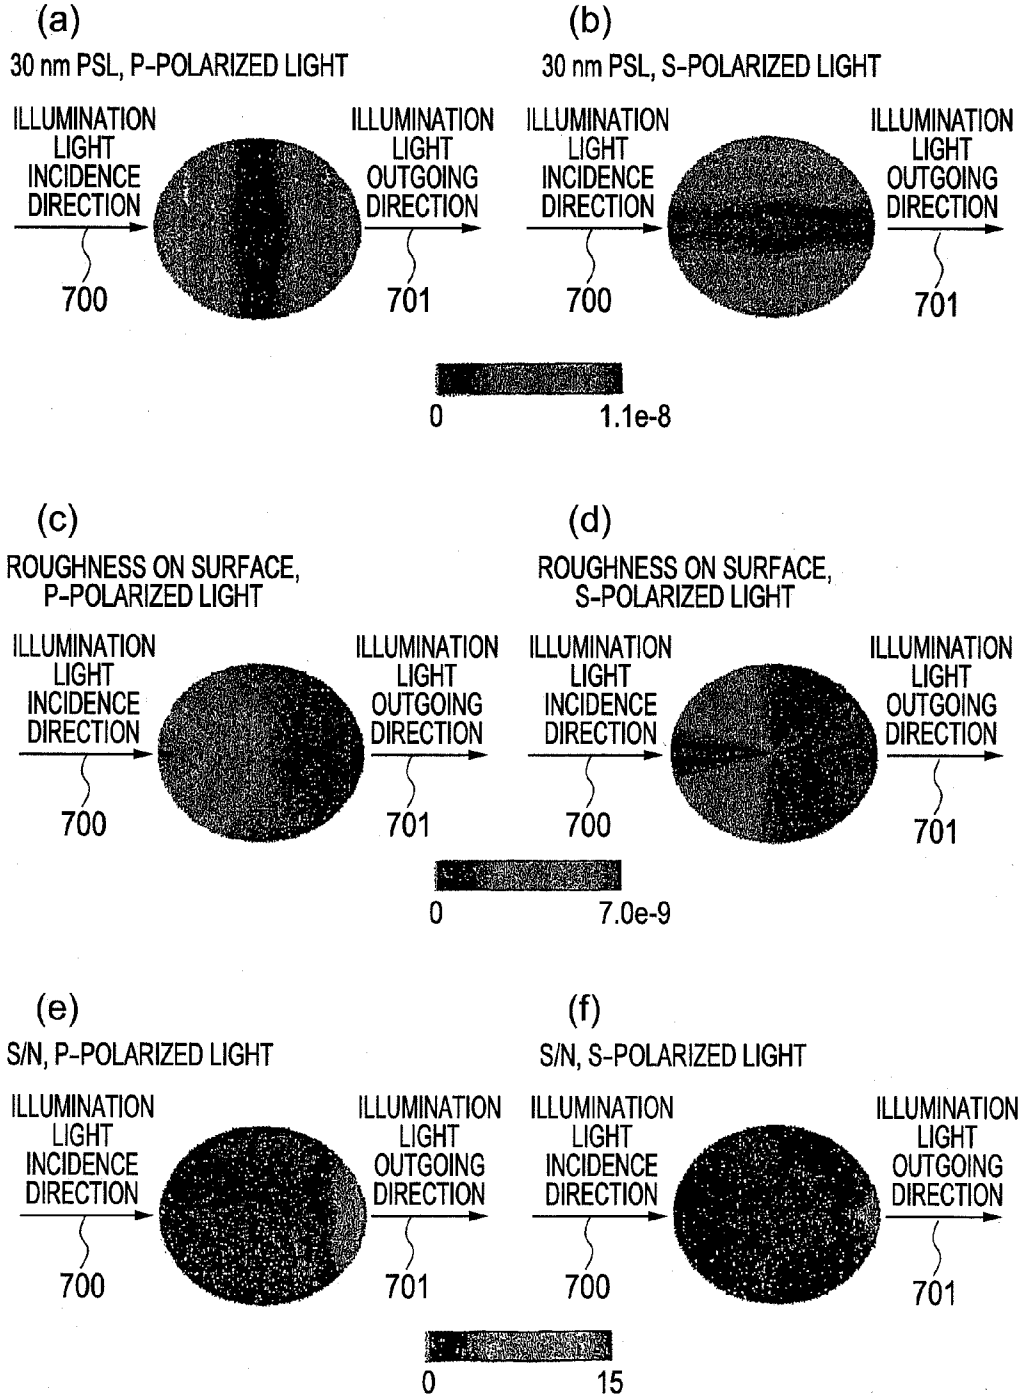 (a)
30 nm PSL, P-POLARIZED LIGHT
ILLUMINATION
LIGHT
INCIDENCE
DIRECTION
700
ILLUMINATION
LIGHT
OUTGOING
DIRECTION
701
(b)
30 nm PSL, S-POLARIZED LIGHT
ILLUMINATION
LIGHT
INCIDENCE
DIRECTION
700
ILLUMINATION
LIGHT
OUTGOING
DIRECTION
701
0
1.1e-8
(c)
ROUGHNESS ON SURFACE,
P-POLARIZED LIGHT
ILLUMINATION
LIGHT
INCIDENCE
DIRECTION
700
ILLUMINATION
LIGHT
OUTGOING
DIRECTION
701
(d)
ROUGHNESS ON SURFACE,
S-POLARIZED LIGHT
ILLUMINATION
LIGHT
INCIDENCE
DIRECTION
700
ILLUMINATION
LIGHT
OUTGOING
DIRECTION
701
0
7.0e-9
(e)
S/N, P-POLARIZED LIGHT
ILLUMINATION
LIGHT
INCIDENCE
DIRECTION
700
ILLUMINATION
LIGHT
OUTGOING
DIRECTION
701
(f)
S/N, S-POLARIZED LIGHT
ILLUMINATION
LIGHT
INCIDENCE
DIRECTION
700
ILLUMINATION
LIGHT
OUTGOING
DIRECTION
701
0
15